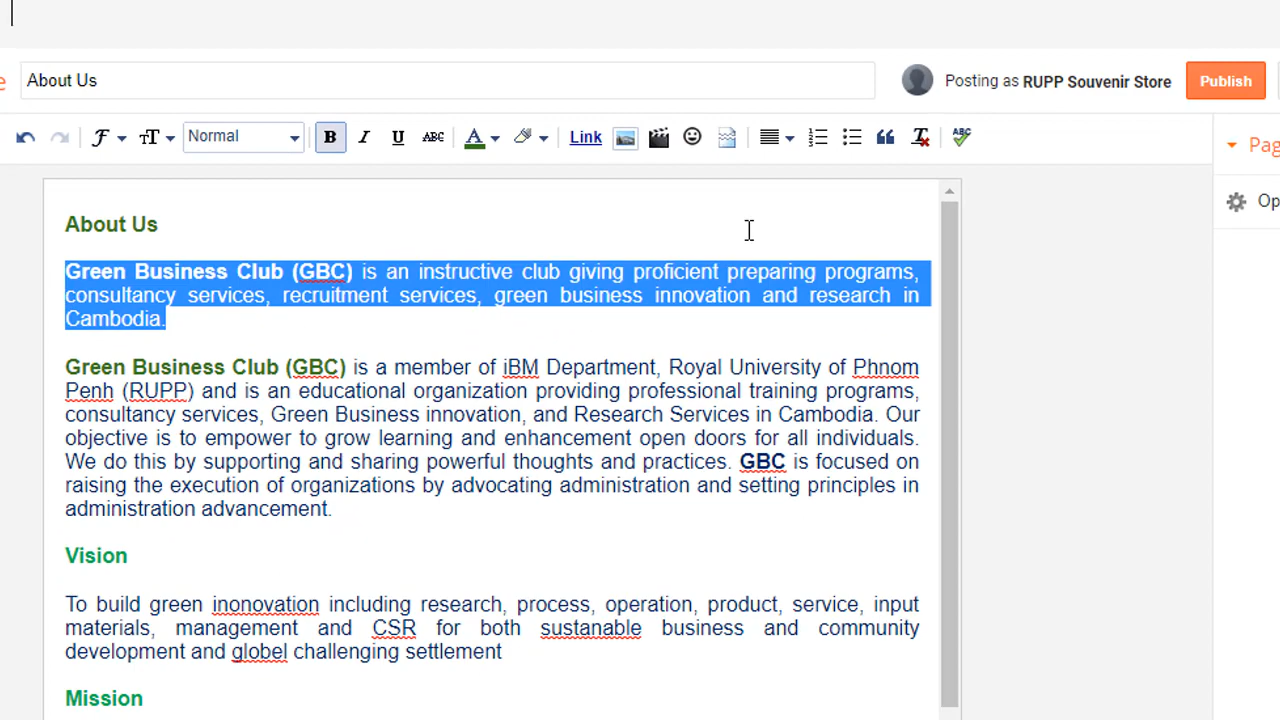 About Us
Posting as RUPP Souvenir Store
Publish
Normal
B I U ABC A Link ABC
Pag
Op
About Us
Green Business Club (GBC) is an instructive club giving proficient preparing programs,
consultancy services, recruitment services, green business innovation and research in
Cambodia.
Green Business Club (GBC) is a member of iBM Department, Royal University of Phnom
Penh (RUPP) and is an educational organization providing professional training programs,
consultancy services, Green Business innovation, and Research Services in Cambodia. Our
objective is to empower to grow learning and enhancement open doors for all individuals.
We do this by supporting and sharing powerful thoughts and practices. GBC is focused on
raising the execution of organizations by advocating administration and setting principles in
administration advancement.
Vision
To build green inonovation including research, process, operation, product, service, input
materials, management and CSR for both sustanable business and community
development and globel challenging settlement
Mission